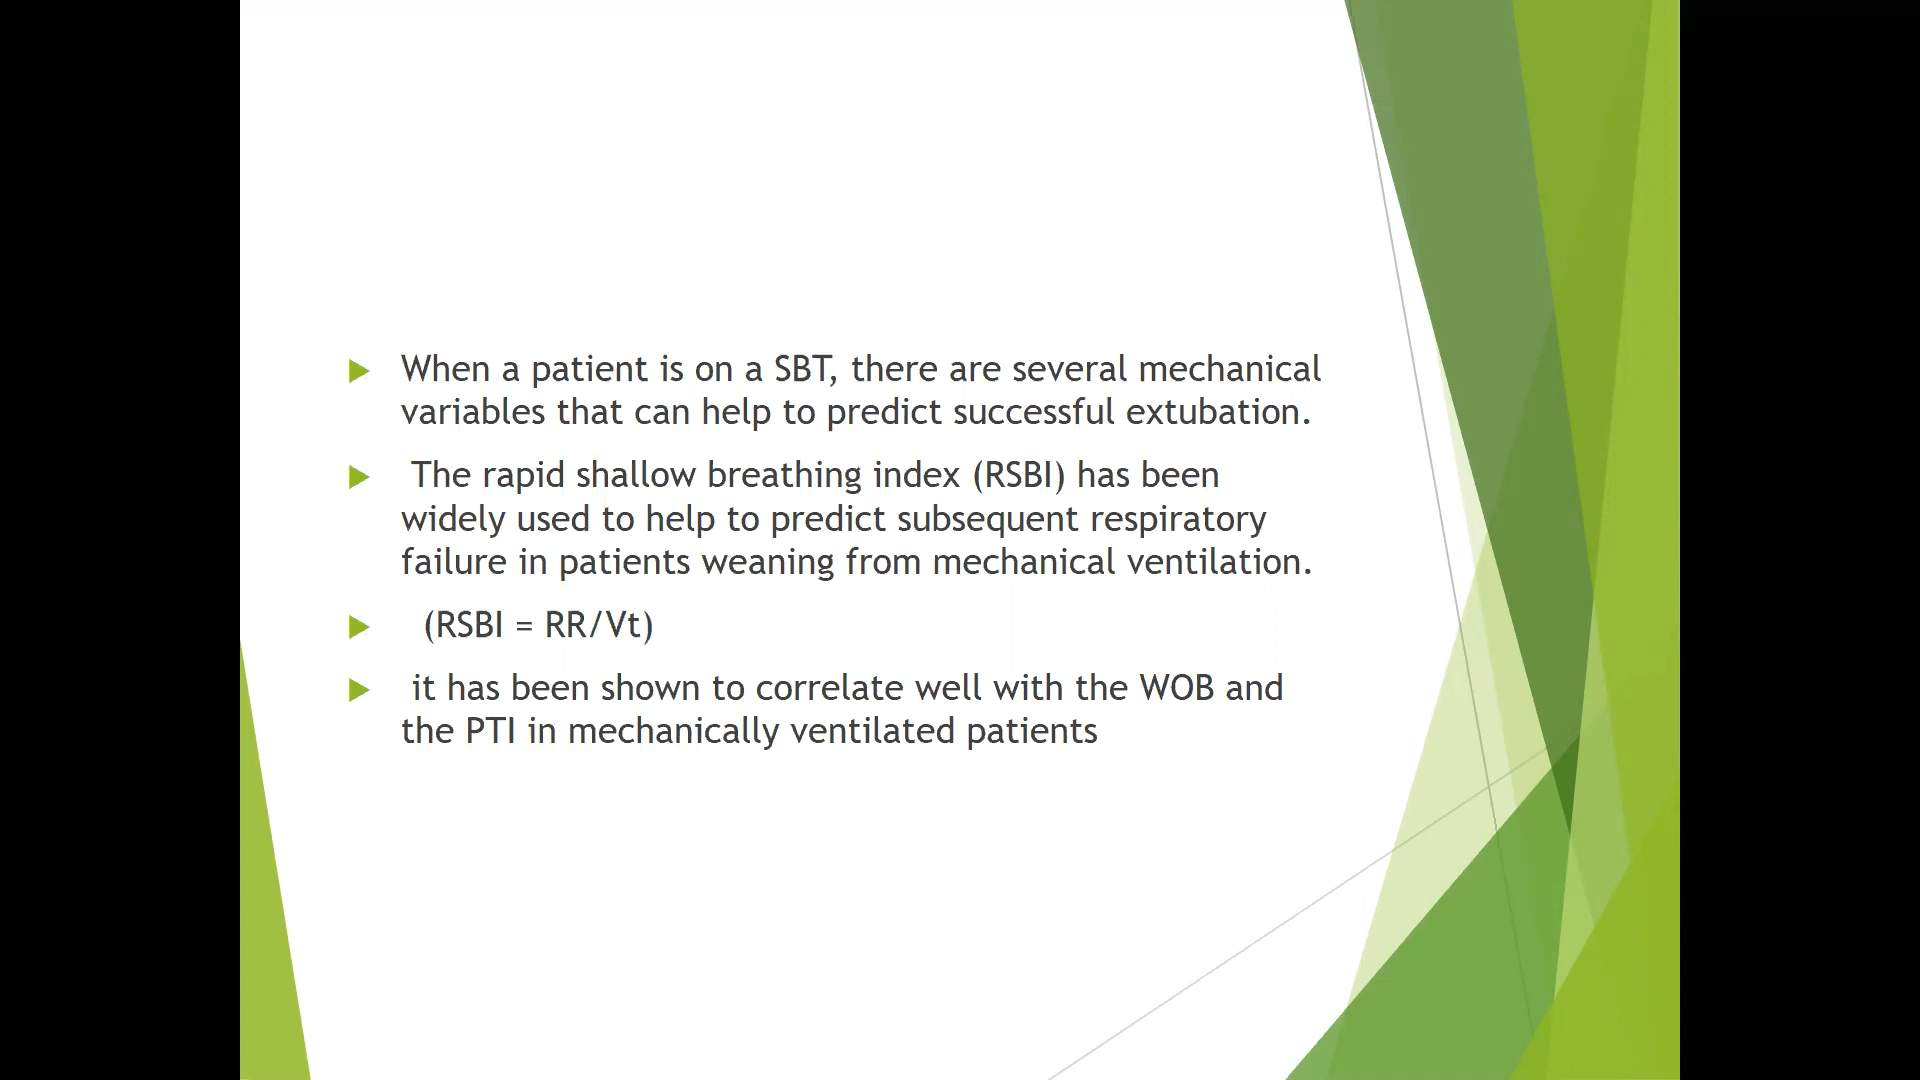 When a patient is on a SBT, there are several mechanical
variables that can help to predict successful extubation.
The rapid shallow breathing index (RSBI) has been
widely used to help to predict subsequent respiratory
failure in patients weaning from mechanical ventilation.
(RSBI = RR/Vt)
it has been shown to correlate well with the WOB and
the PTI in mechanically ventilated patients